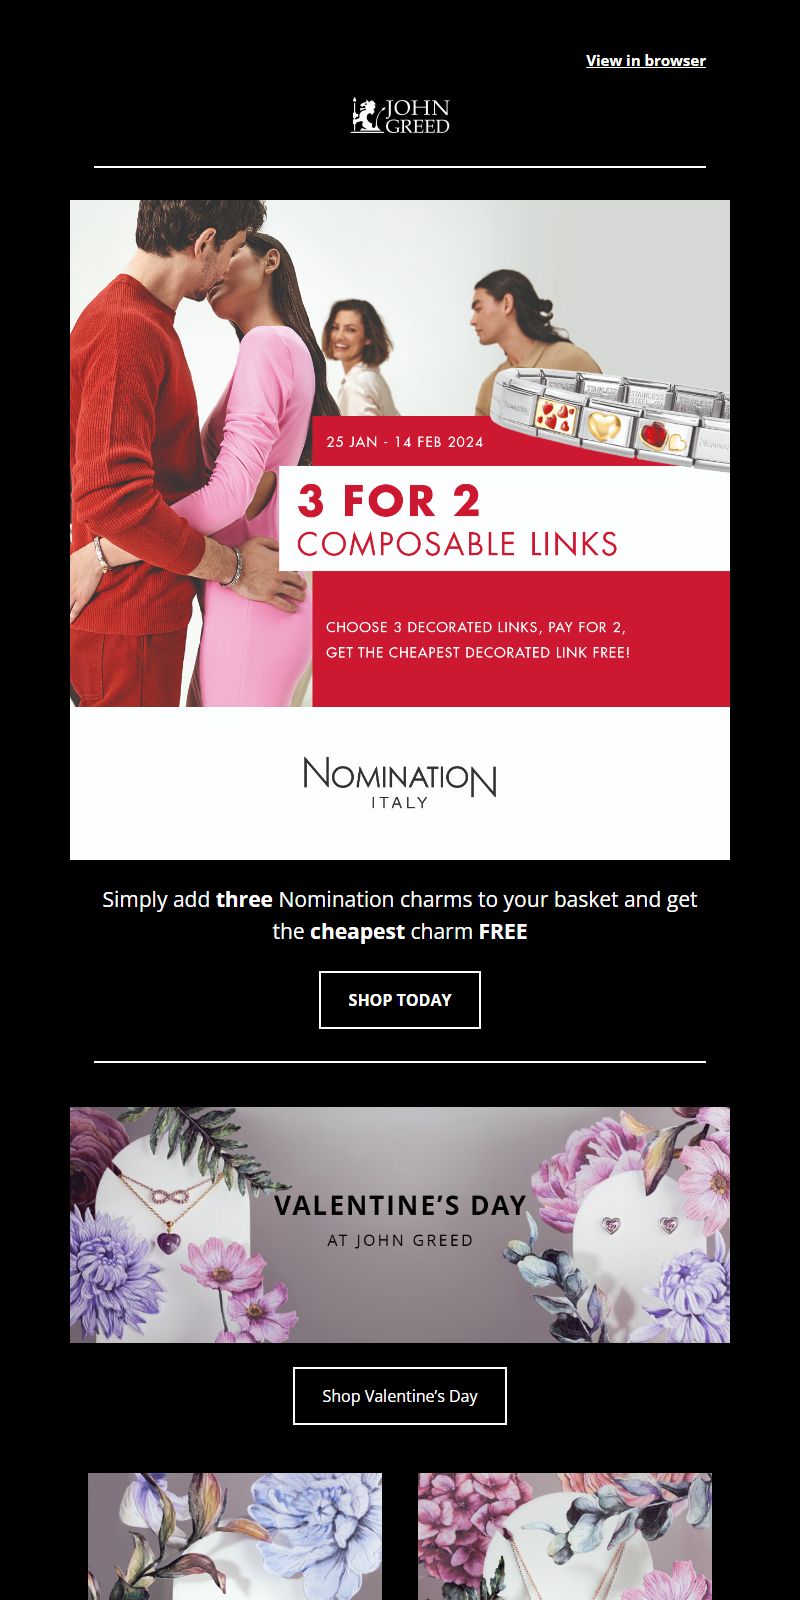 View in browser
JOHN
GREED
25 JAN - 14 FEB 2024
3 FOR 2
COMPOSABLE LINKS
CHOOSE 3 DECORATED LINKS, PAY FOR 2,
GET THE CHEAPEST DECORATED LINK FREE!
NOMINATION
ITALY
Simply add three Nomination charms to your basket and get
the cheapest charm FREE
SHOP TODAY
VALENTINE’S DAY
AT JOHN GREED
Shop Valentine’s Day